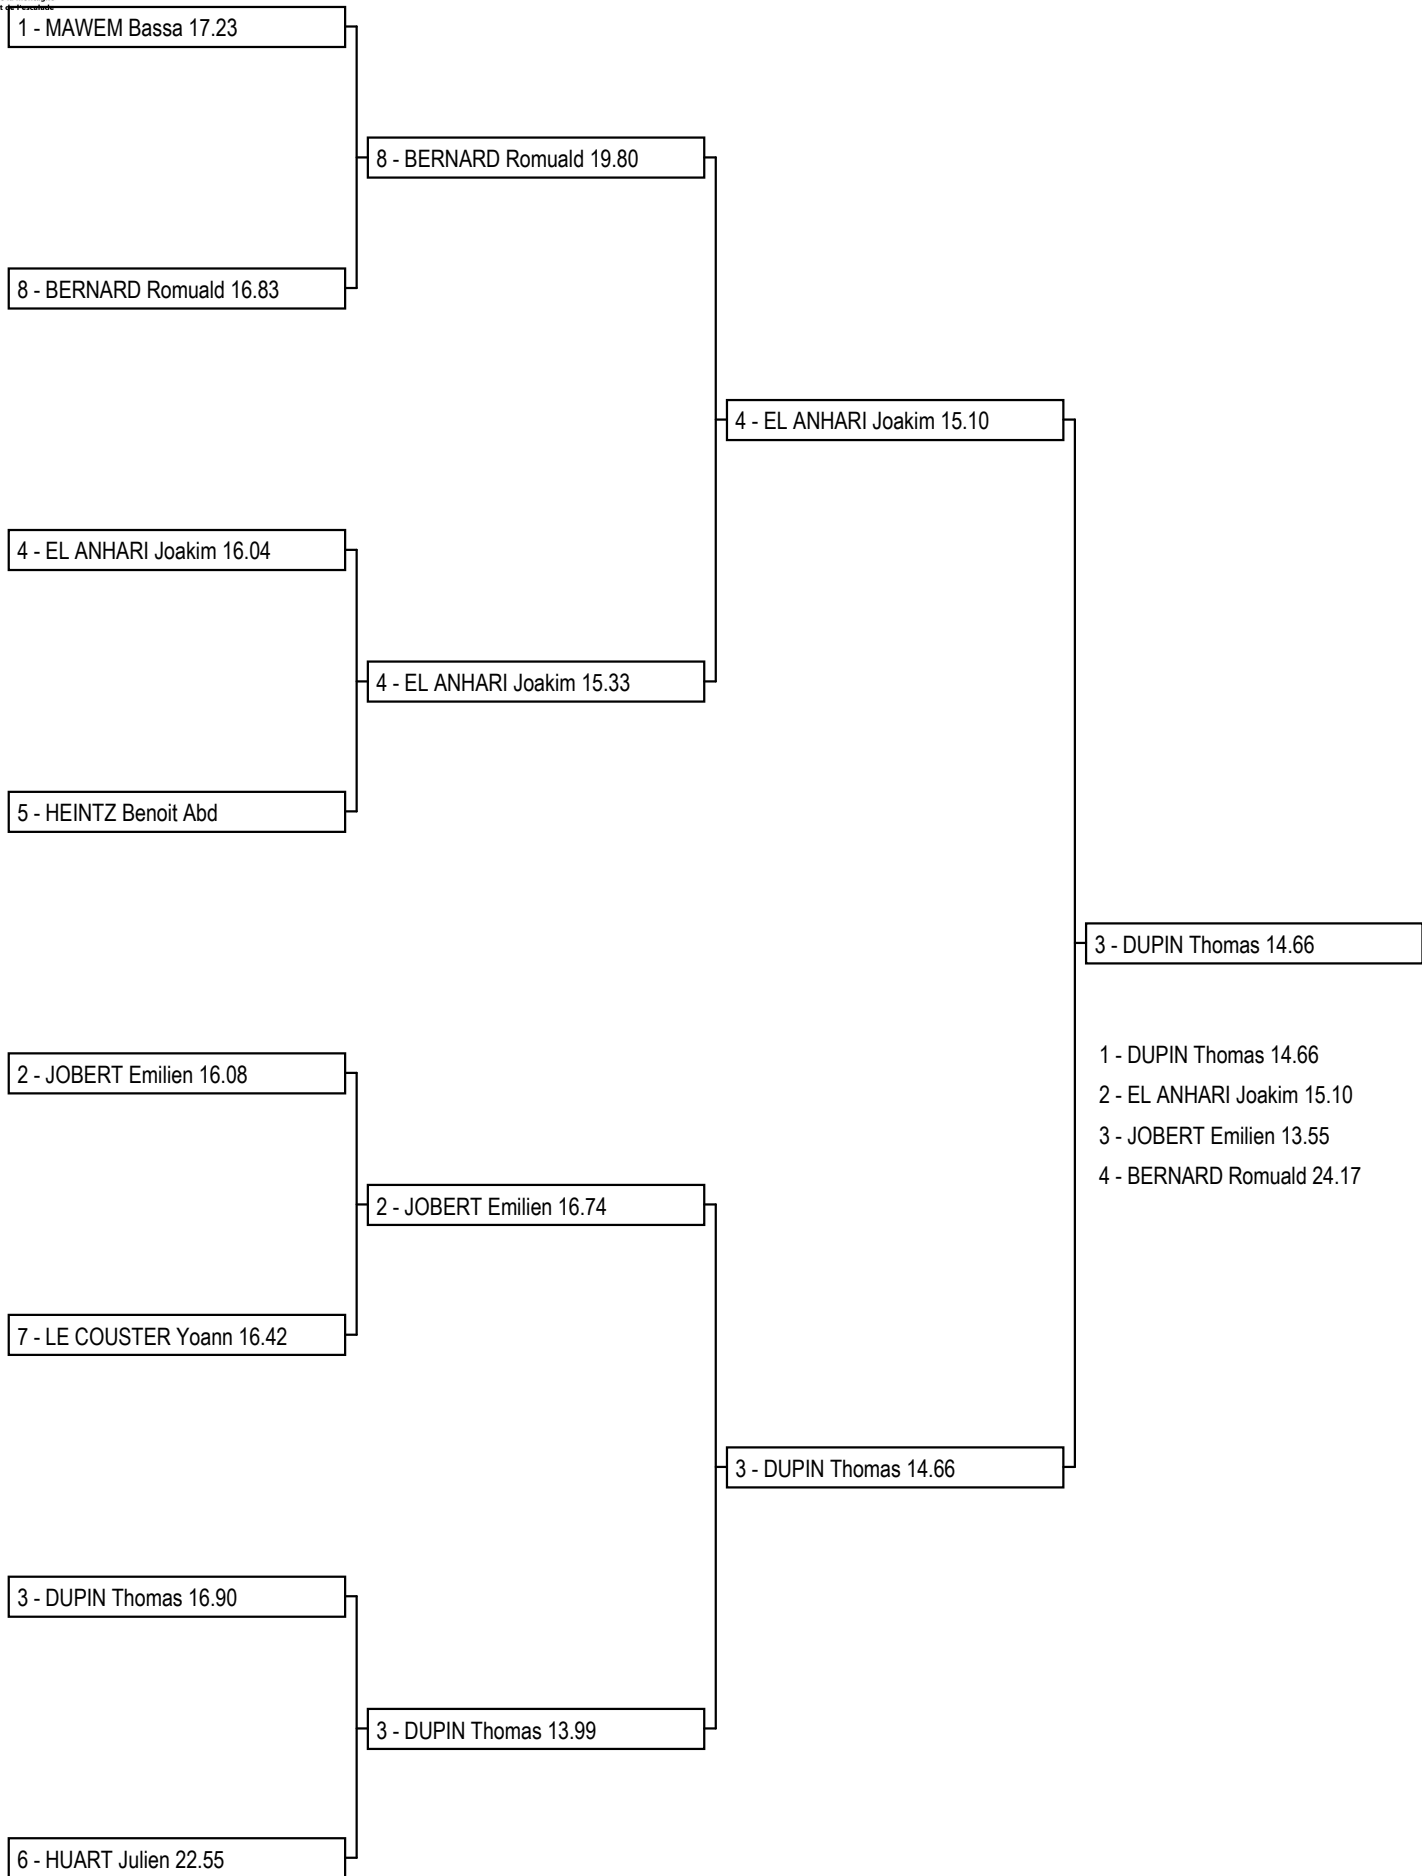 1 - MAWEM Bassa 17.23
8 - BERNARD Romuald 19.80
8 - BERNARD Romuald 16.83
4 - EL ANHARI Joakim 15.10
4 - EL ANHARI Joakim 16.04
4 - EL ANHARI Joakim 15.33
5 - HEINTZ Benoit Abd
3 - DUPIN Thomas 14.66
1 - DUPIN Thomas 14.66
2 - EL ANHARI Joakim 15.10
3 - JOBERT Emilien 13.55
4 - BERNARD Romuald 24.17
2 - JOBERT Emilien 16.08
2 - JOBERT Emilien 16.74
7 - LE COUSTER Yoann 16.42
3 - DUPIN Thomas 14.66
3 - DUPIN Thomas 16.90
3 - DUPIN Thomas 13.99
6 - HUART Julien 22.55